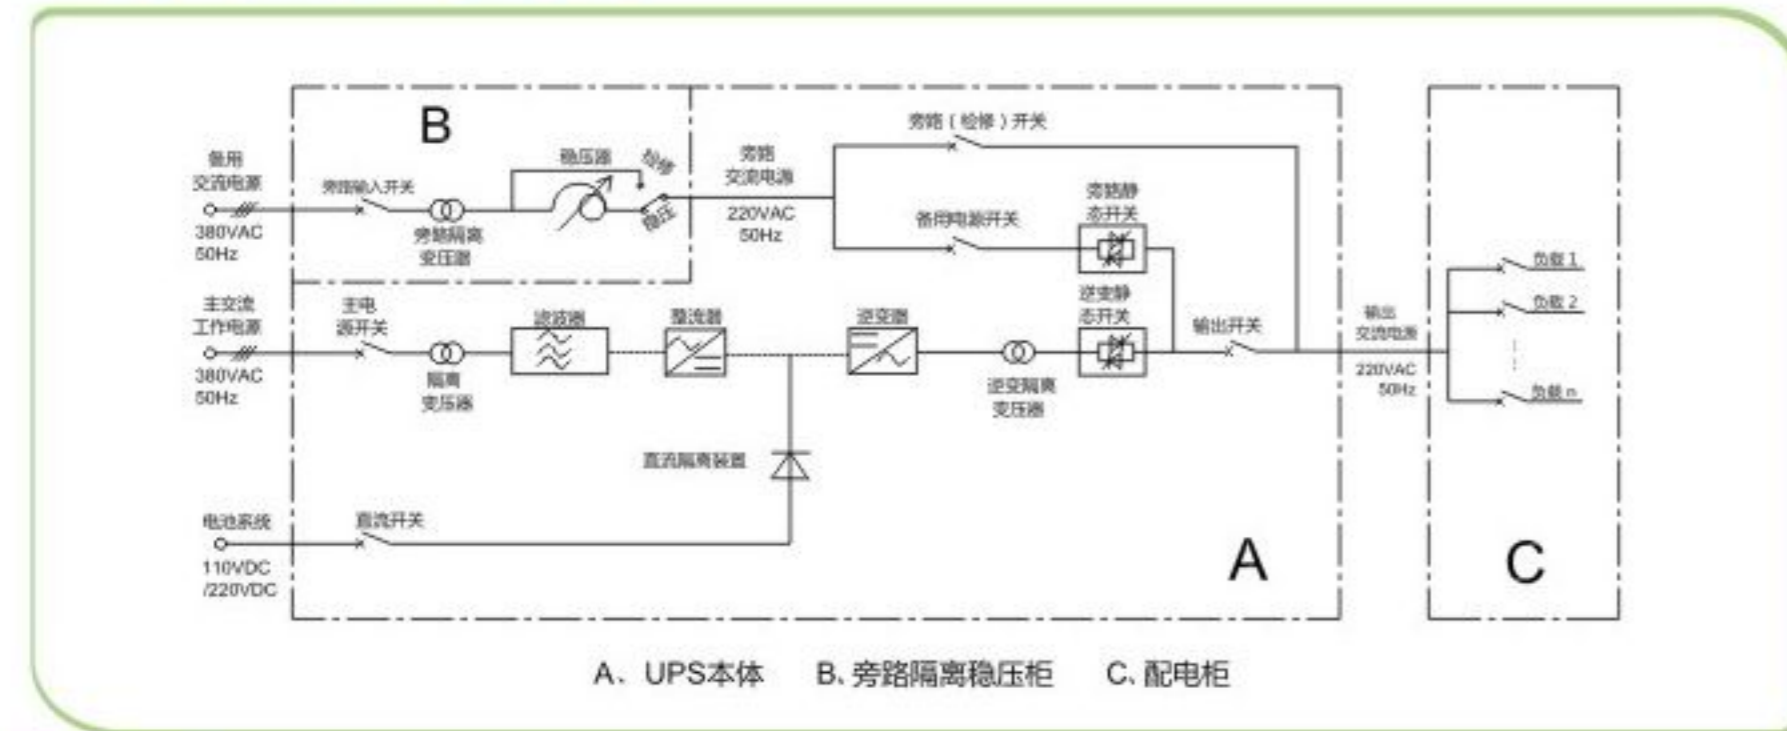 B
备用
交流电源
380VAC
50Hz
旁路输入开关
旁路隔离
变压器
稳压器
检修
稳压
旁路
交流电源
220VAC
50Hz
旁路（检修）开关
备用电源开关
旁路静
态开关
主交流
工作电源
380VAC
50Hz
主电
源开关
隔离
变压器
滤波器
整流器
逆变器
逆变隔离
变压器
逆变静
态开关
输出开关
输出
交流电源
220VAC
50Hz
负载 1
负载 2
负载 n
直流隔离装置
电池系统
110VDC
/220VDC
直流开关
A
C
A、UPS本体 B、旁路隔离稳压柜 C、配电柜